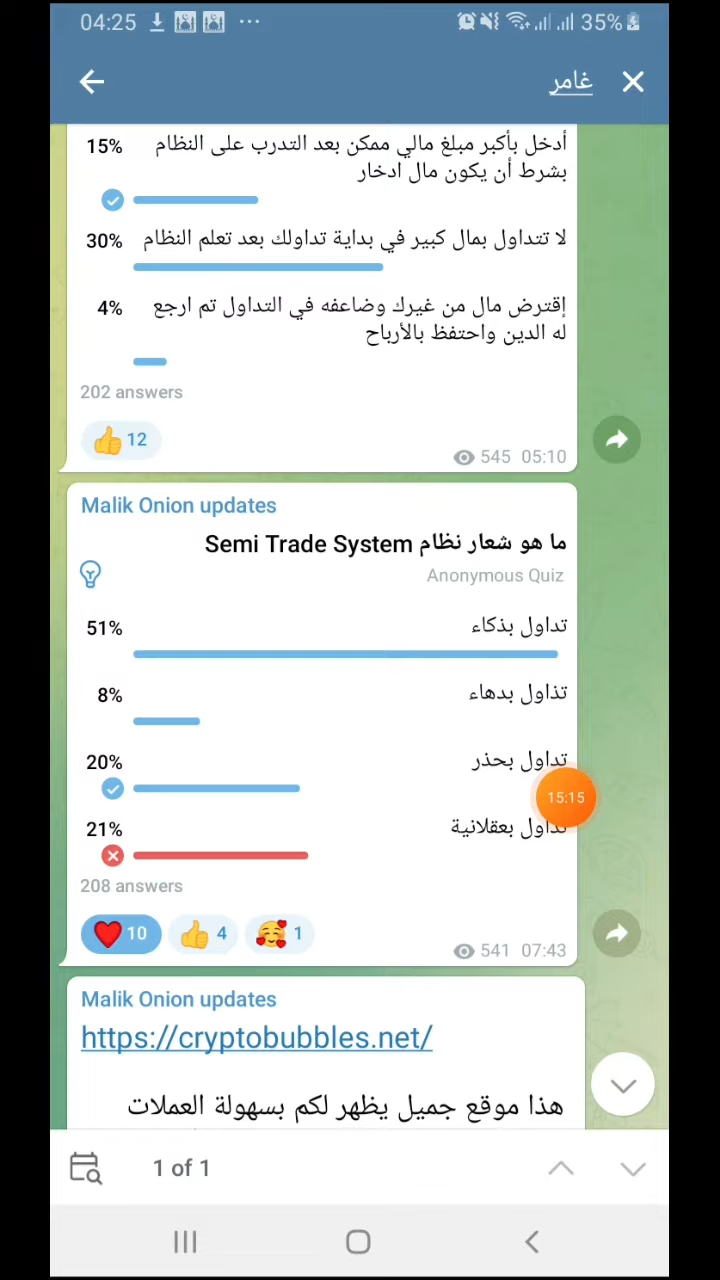 04:25
35%
غامر
15%
أدخل بأكبر مبلغ مالي ممكن بعد التدرب على النظام
بشرط أن يكون مال ادخار
30%
لا تتداول بمال كبير في بداية تداولك بعد تعلم النظام
4%
إقترض مال من غيرك وضاعفه في التداول تم ارجع
له الدين واحتفظ بالأرباح
202 answers
12
545 05:10
Malik Onion updates
ما هو شعار نظام Semi Trade System
Anonymous Quiz
51%
تداول بذكاء
8%
تذاول بدهاء
20%
تداول بحذر
15:15
21%
تداول بعقلانية
208 answers
10
4
1
541 07:43
Malik Onion updates
https://cryptobubbles.net/
هذا موقع جميل يظهر لكم بسهولة العملات
1 of 1